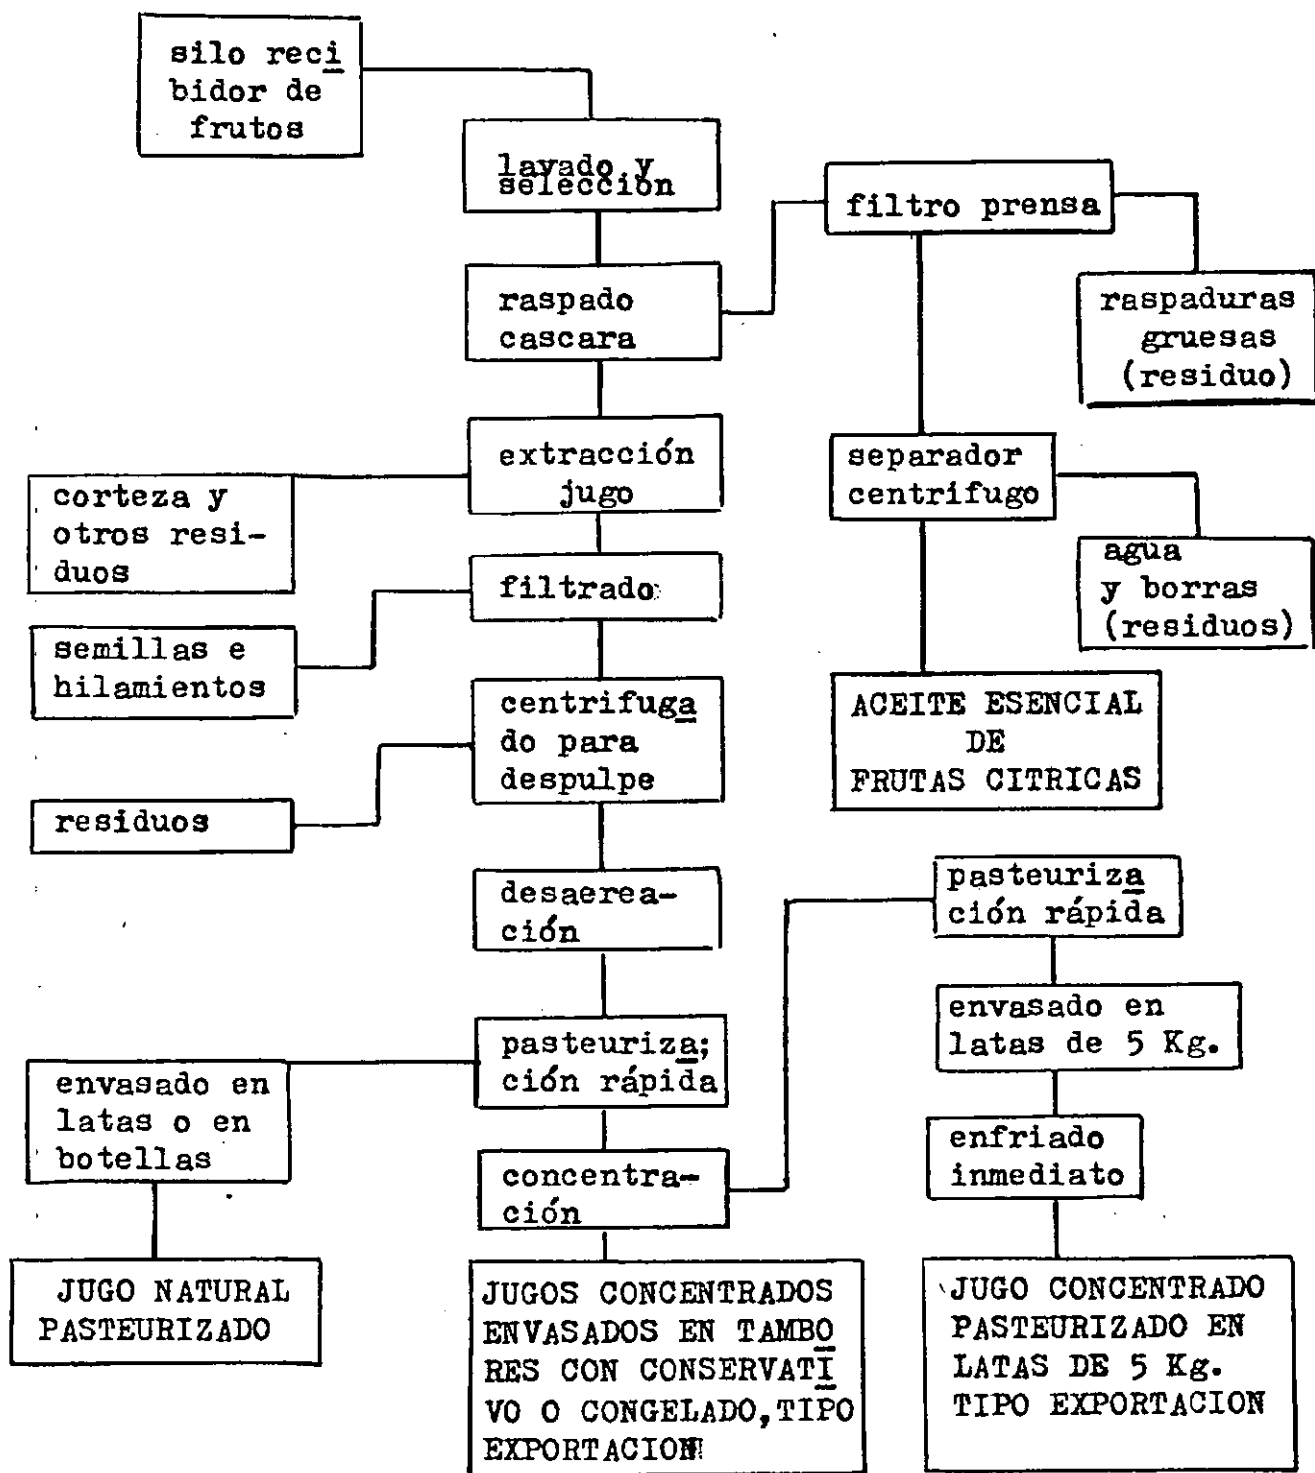 silo reci
bidor de
frutos
lavado y
selección
filtro prensa
raspado
cascara
raspaduras
gruesas
(residuo)
extracción
jugo
separador
centrifugo
corteza y
otros resi-
duos
agua
y borras
(residuos)
filtrado
semillas e
hilamientos
centrifuga
do para
despulpe
ACEITE ESENCIAL
DE
FRUTAS CITRICAS
residuos
desaerea-
ción
pasteuriza
ción rápida
envasado en
latas de 5 Kg.
pasteuriza;
ción rápida
envasado en
latas o en
botellas
enfriado
inmediato
concentra-
ción
JUGO NATURAL
PASTEURIZADO
JUGOS CONCENTRADOS
ENVASADOS EN TAMBO
RES CON CONSERVATI
VO O CONGELADO,TIPO
EXPORTACION
JUGO CONCENTRADO
PASTEURIZADO EN
LATAS DE 5 Kg.
TIPO EXPORTACION